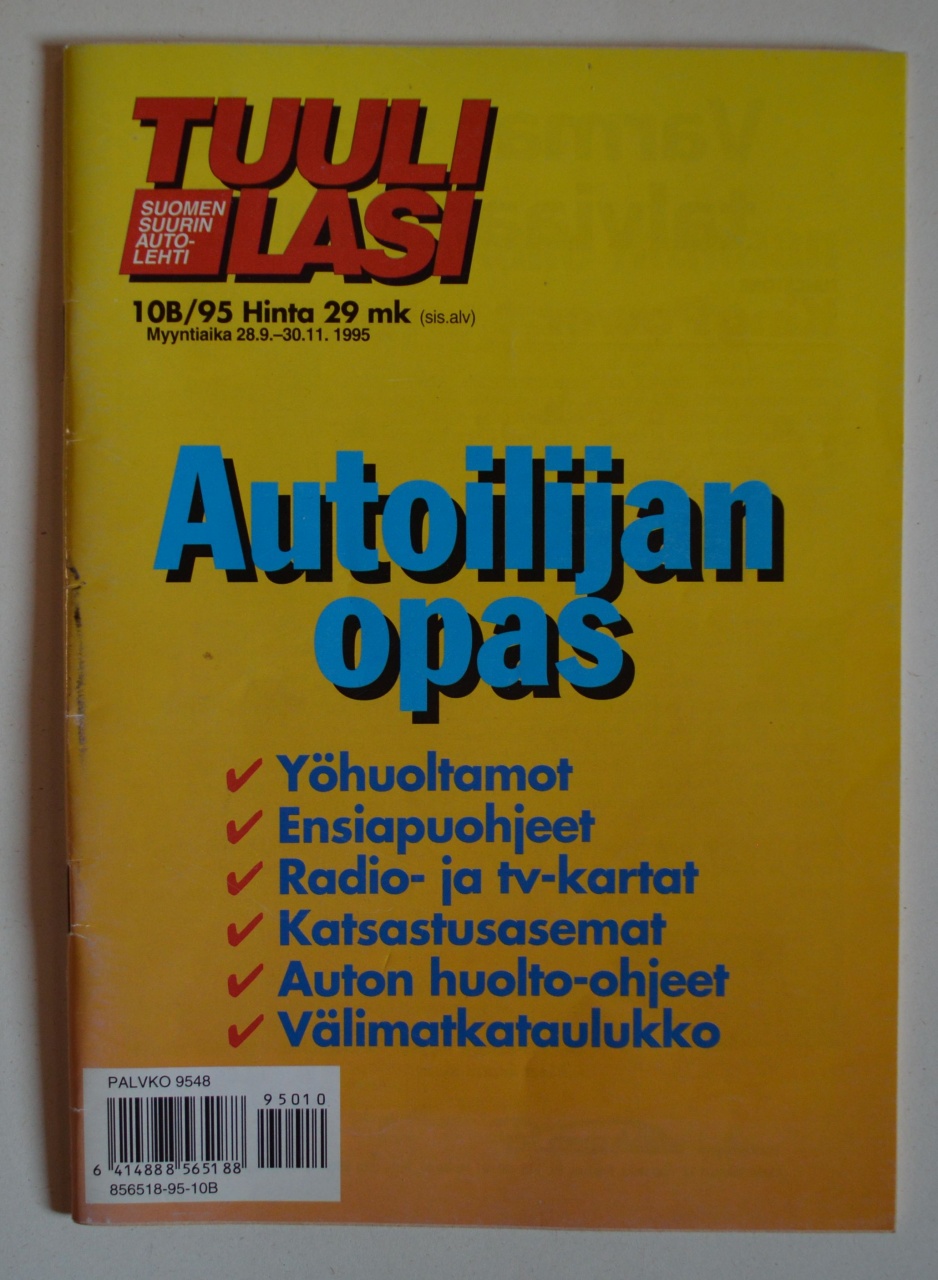 TUULI
LASI
SUOMEN
SUURIN
AUTO-
LEHTI
10B/95 Hinta 29 mk (sis.alv)
Myyntiaika 28.9.–30.11. 1995
Autoilijan
opas
✔ Yöhuoltamot
✔ Ensiapuohjeet
✔ Radio- ja tv-kartat
✔ Katsastusasemat
✔ Auton huolto-ohjeet
✔ Välimatkataulukko
PALVKO 9548
95010
6 414888 565188
856518-95-10B